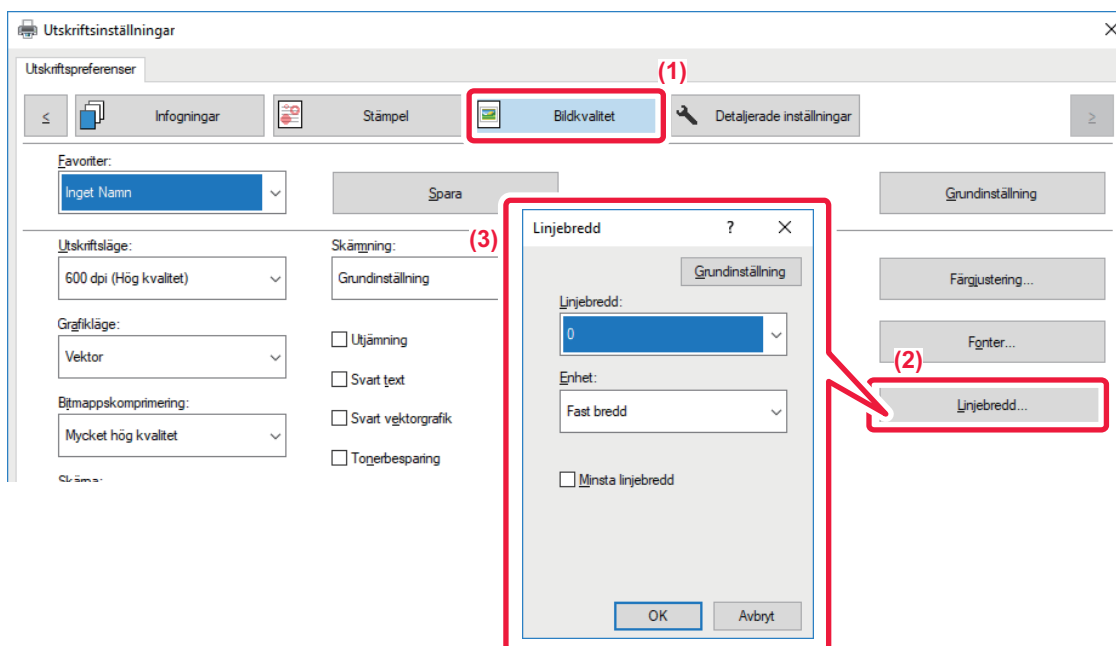 Utskriftsinställningar
Utskriftspreferenser
(1)
≤ Infogningar Stämpel Bildkvalitet Detaljerade inställningar ≥
Favoriter:
Inget Namn Spara Grundinställning
Utskriftsläge: Skärmning:
600 dpi (Hög kvalitet) Grundinställning Färgjustering...
Grafikläge:
Vektor Utjämning Fonter...
Svart text
Bitmappskomprimering:
Mycket hög kvalitet Svart vektorgrafik
Tonerbesparing
Skärpa:
(2)
Linjebredd...
(3)
Linjebredd ?
Grundinställning
Linjebredd:
0
Enhet:
Fast bredd
Minsta linjebredd
OK Avbryt